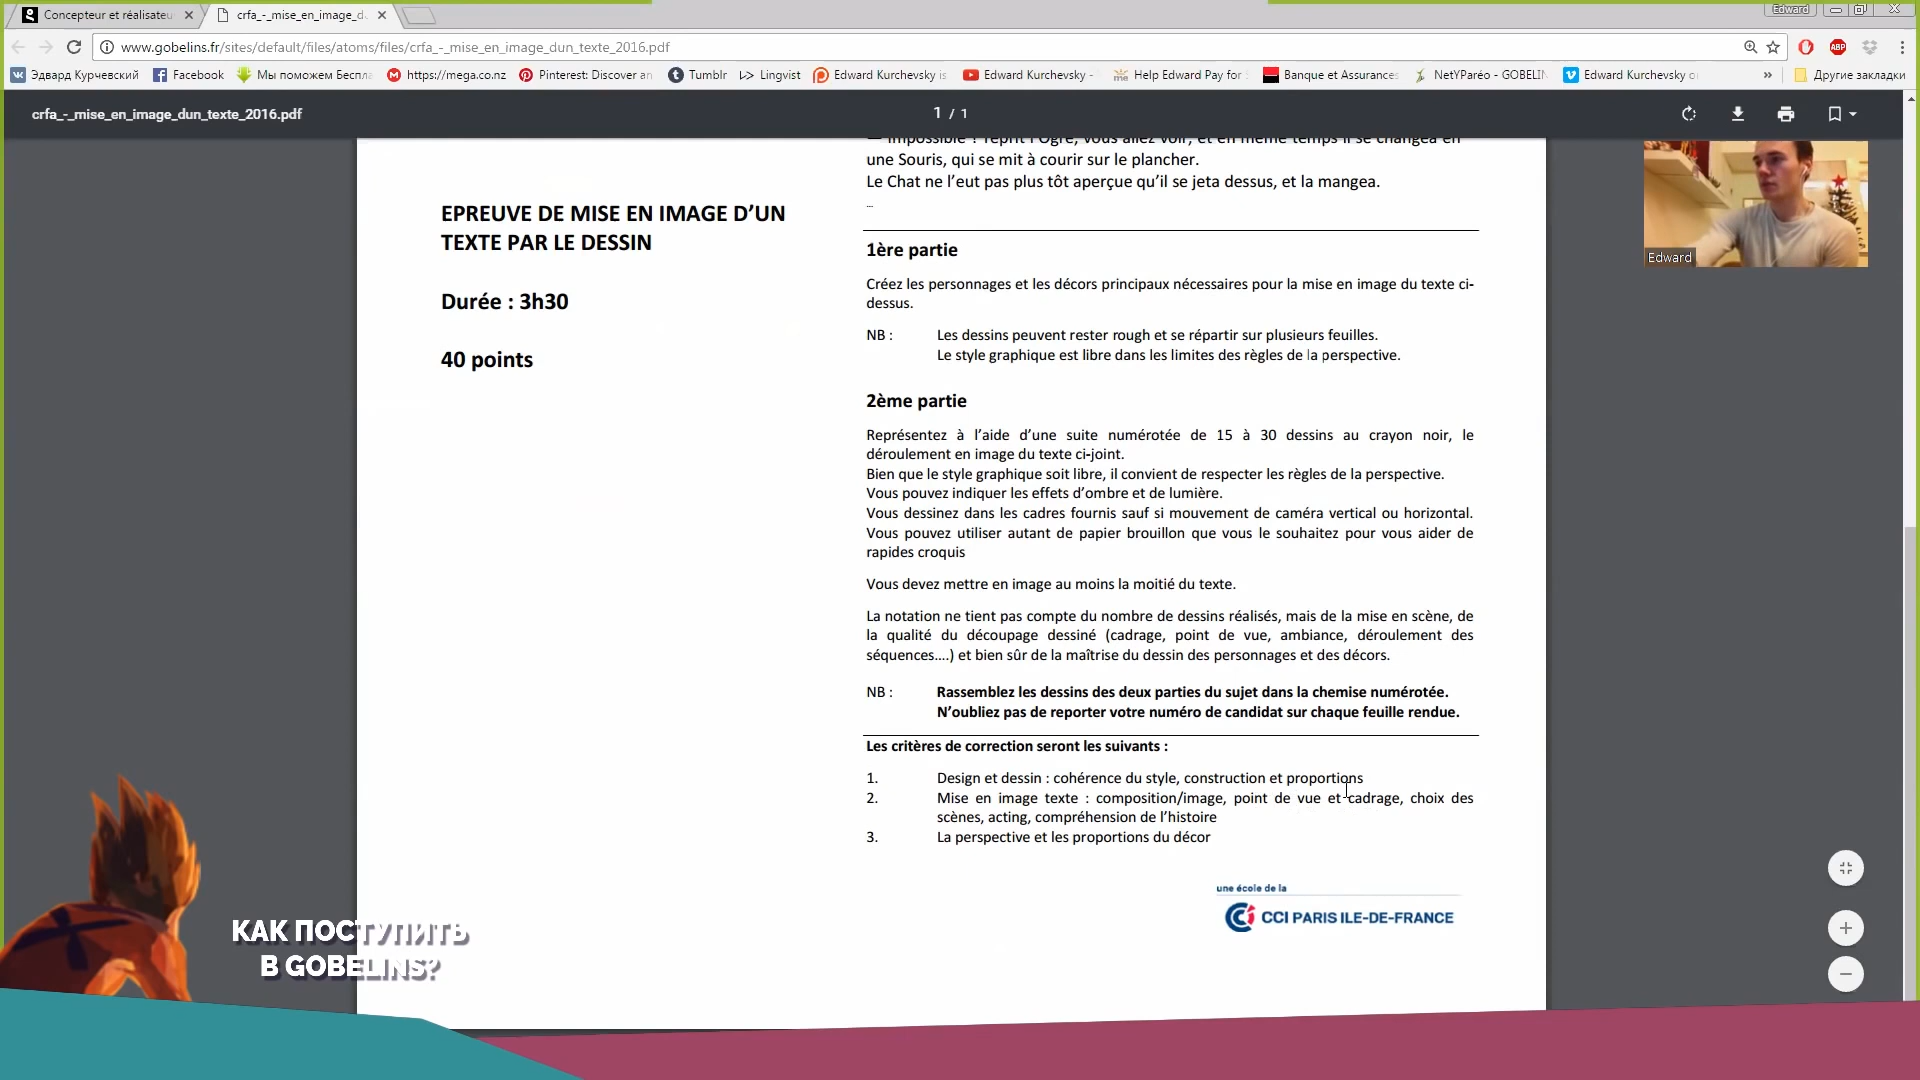 Concepteur et réalisateu
crfa_-_mise_en_image_d
Edward
www.gobelins.fr/sites/default/files/atoms/files/crfa_-_mise_en_image_dun_texte_2016.pdf
ABP
Эдвард Курчевский
Facebook
Мы поможем Беспл
https://mega.co.nz
Pinterest: Discover an
Tumblr
Lingvist
Edward Kurchevsky is
Edward Kurchevsky -
Help Edward Pay for
Banque et Assurances
NetYParéo - GOBELIN
Edward Kurchevsky o
»
Другие закладки
crfa_-_mise_en_image_dun_texte_2016.pdf
1 / 1
— Impossible ? reprit l’Ogre, vous allez voir, et en même temps il se changea en
une Souris, qui se mit à courir sur le plancher.
Le Chat ne l’eut pas plus tôt aperçue qu’il se jeta dessus, et la mangea.
...
EPREUVE DE MISE EN IMAGE D’UN
TEXTE PAR LE DESSIN
Durée : 3h30
40 points
1ère partie
Créez les personnages et les décors principaux nécessaires pour la mise en image du texte ci-
dessus.
NB : Les dessins peuvent rester rough et se répartir sur plusieurs feuilles.
Le style graphique est libre dans les limites des règles de la perspective.
2ème partie
Représentez à l’aide d’une suite numérotée de 15 à 30 dessins au crayon noir, le
déroulement en image du texte ci-joint.
Bien que le style graphique soit libre, il convient de respecter les règles de la perspective.
Vous pouvez indiquer les effets d’ombre et de lumière.
Vous dessinez dans les cadres fournis sauf si mouvement de caméra vertical ou horizontal.
Vous pouvez utiliser autant de papier brouillon que vous le souhaitez pour vous aider de
rapides croquis
Vous devez mettre en image au moins la moitié du texte.
La notation ne tient pas compte du nombre de dessins réalisés, mais de la mise en scène, de
la qualité du découpage dessiné (cadrage, point de vue, ambiance, déroulement des
séquences....) et bien sûr de la maîtrise du dessin des personnages et des décors.
NB : Rassemblez les dessins des deux parties du sujet dans la chemise numérotée.
N’oubliez pas de reporter votre numéro de candidat sur chaque feuille rendue.
Les critères de correction seront les suivants :
1. Design et dessin : cohérence du style, construction et proportions
2. Mise en image texte : composition/image, point de vue et cadrage, choix des
scènes, acting, compréhension de l’histoire
3. La perspective et les proportions du décor
une école de la
CCI PARIS ILE-DE-FRANCE
Edward
КАК ПОСТУПИТЬ
В GOBELINS?